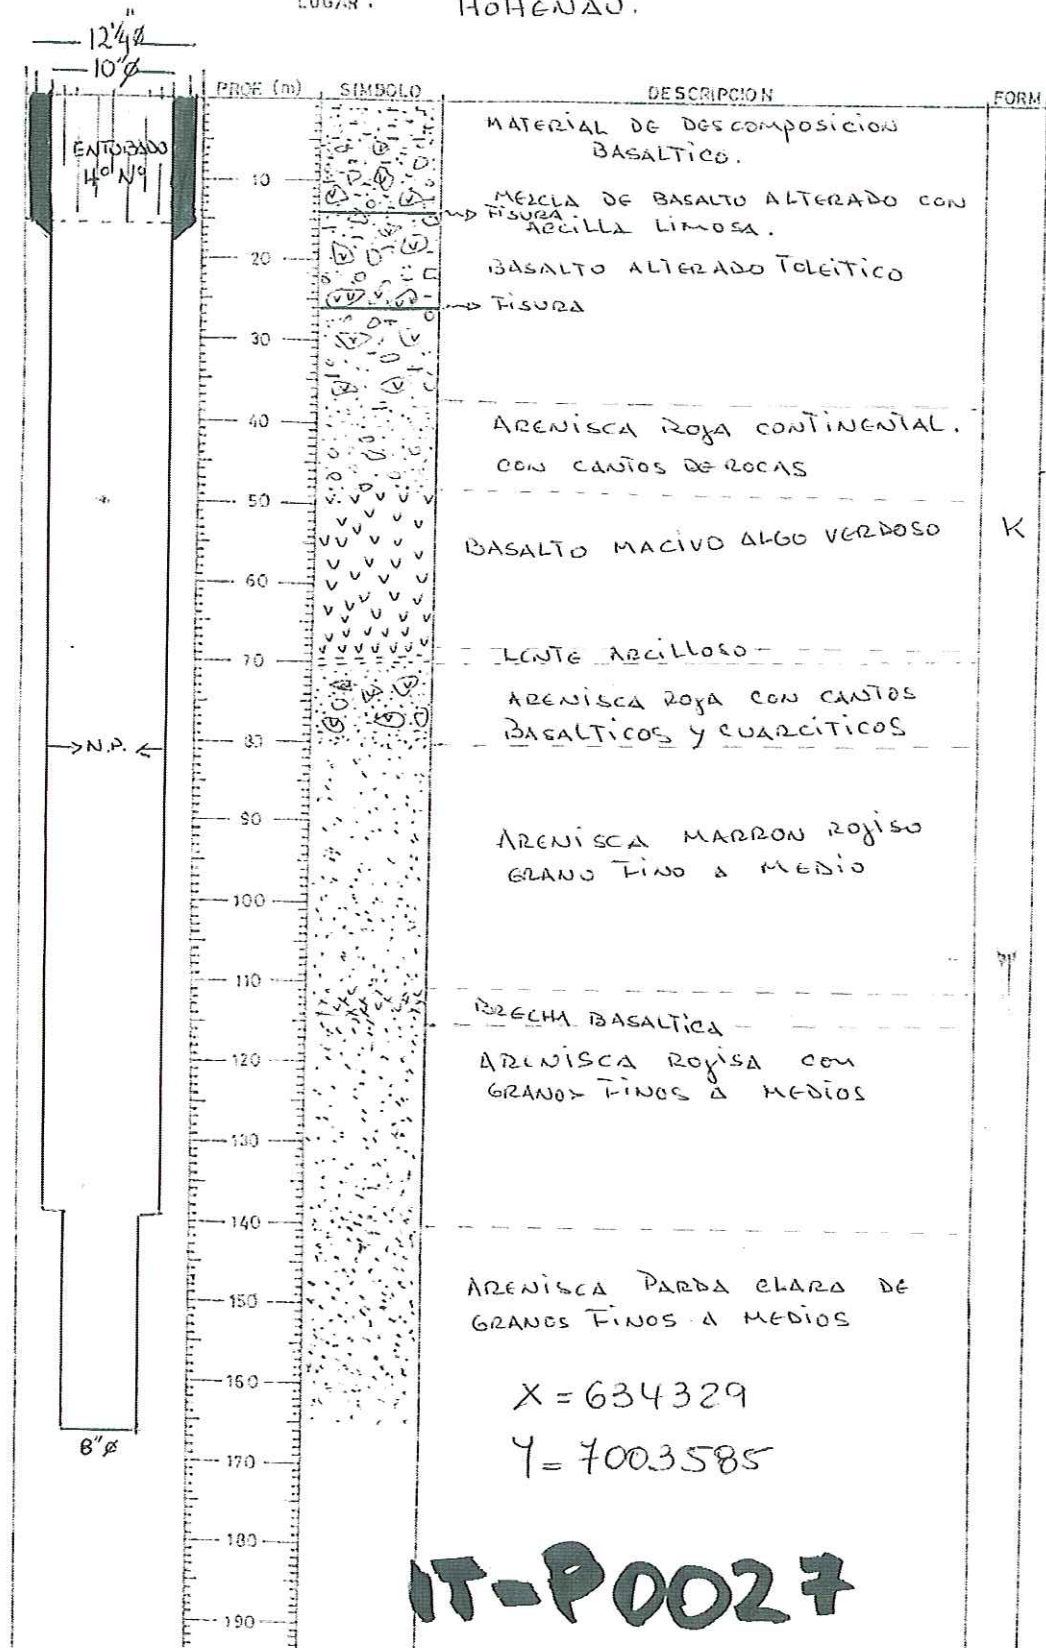 LUGAR : HOHENAU.
12 1/4" Ø
10" Ø
PROF (m) SIMBOLO DESCRIPCION FORM
ENTUBADO
MATERIAL DE DESCOMPOSICION
BASALTICO.
10
MEZCLA DE BASALTO ALTERADO CON
FISURA
ARCILLA LIMOSA.
20
BASALTO ALTERADO TOLEITICO
FISURA
30
40
ARENISCA ROJA CONTINENTAL.
CON CANTOS DE ROCAS
50
BASALTO MACIVO ALGO VERDOSO
K
60
70
LENTE ARCILLOSO
ARENISCA ROJA CON CANTOS
BASALTICOS Y CUARCITICOS
80
N.P.
90
ARENISCA MARRON ROJISO
GRANO FINO A MEDIO
100
110
BRECHA BASALTICA
120
ARENISCA ROJISA CON
GRANOS FINOS A MEDIOS
130
140
150
ARENISCA PARDA CLARA DE
GRANOS FINOS A MEDIOS
160
8" Ø
170
X = 634329
Y = 7003585
180
190
IT-P0027